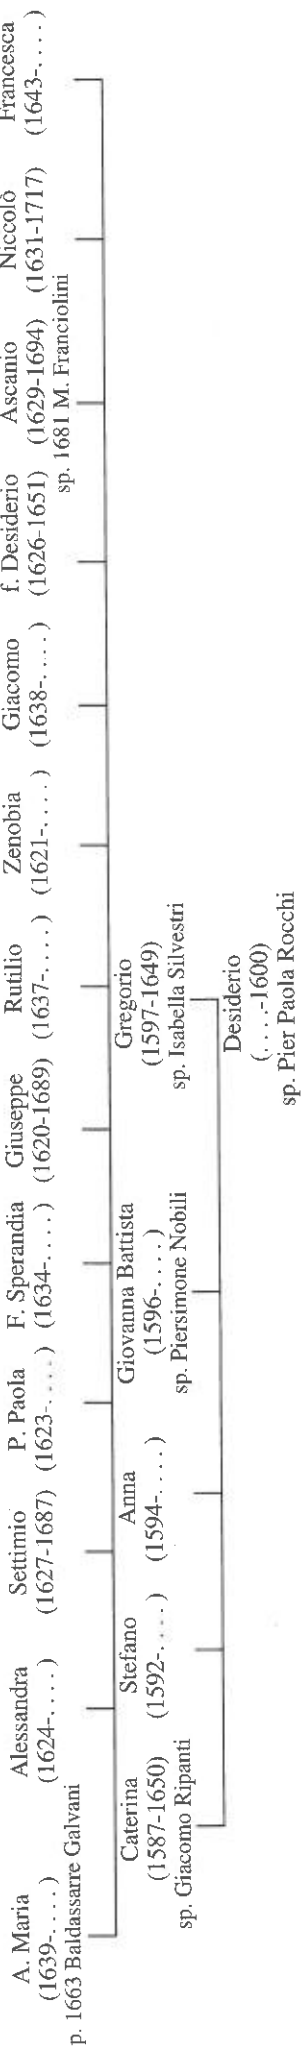 A. Maria
(1639-. . . .)
p. 1663 Baldassarre Galvani
Alessandra
(1624-. . . .)
Settimio
(1627-1687)
P. Paola
(1623-. . . .)
F. Sperandia
(1634-. . . .)
Giuseppe
(1620-1689)
Rutilio
(1637-. . . .)
Zenobia
(1621-. . . .)
Giacomo
(1638-. . . .)
f. Desiderio
(1626-1651)
Ascanio
(1629-1694)
sp. 1681 M. Franciolini
Niccolò
(1631-1717)
Francesca
(1643-. . . .)
Caterina
(1587-1650)
sp. Giacomo Ripanti
Stefano
(1592-. . . .)
Anna
(1594-. . . .)
Giovanna Battista
(1596-. . . .)
sp. Piersimone Nobili
Gregorio
(1597-1649)
sp. Isabella Silvestri
Desiderio
(. . . .-1600)
sp. Pier Paola Rocchi